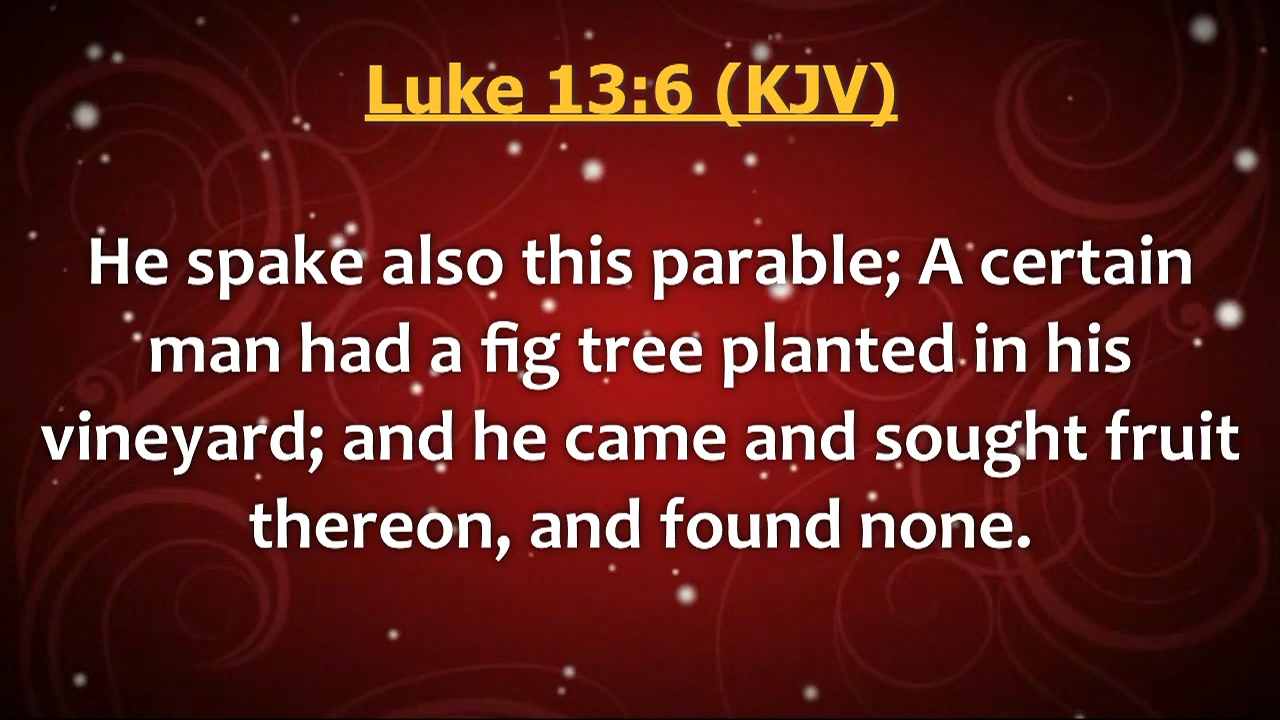 Luke 13:6 (KJV)
He spake also this parable; A certain
man had a fig tree planted in his
vineyard; and he came and sought fruit
thereon, and found none.